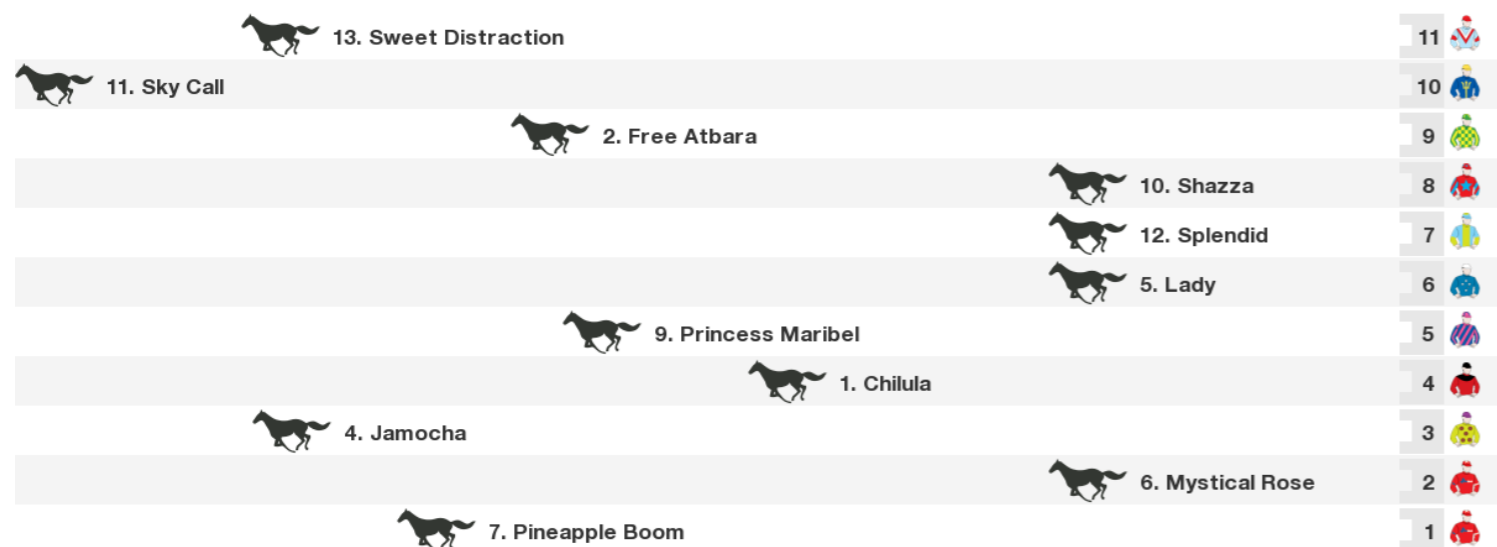 13. Sweet Distraction 11
11. Sky Call 10
2. Free Atbara 9
10. Shazza 8
12. Splendid 7
5. Lady 6
9. Princess Maribel 5
1. Chilula 4
4. Jamocha 3
6. Mystical Rose 2
7. Pineapple Boom 1